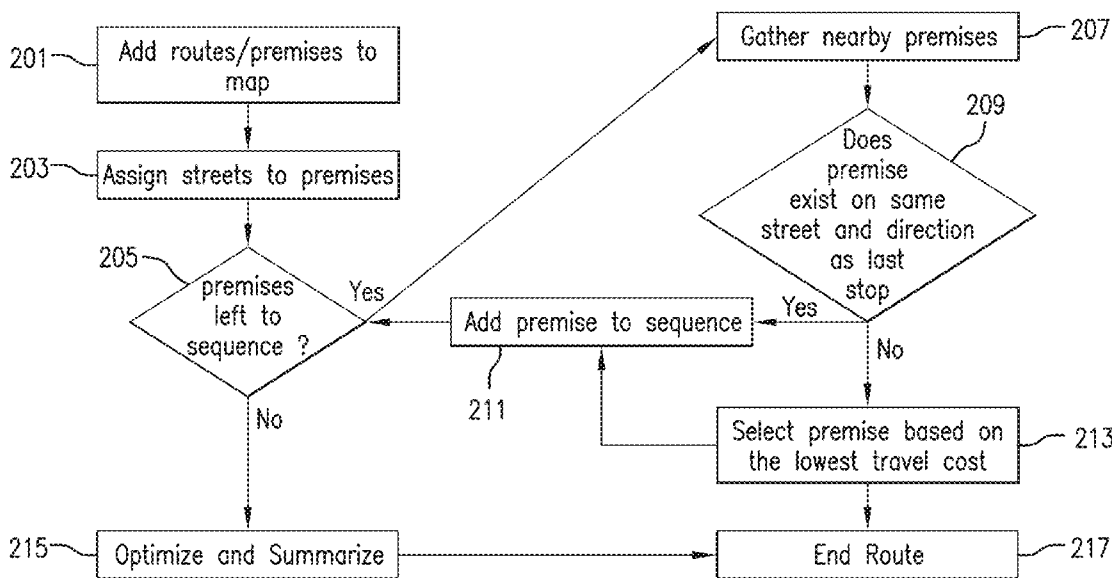 201
Add routes/premises to
map
203
Assign streets to premises
205
premises
left to
sequence ?
Yes
No
215
Optimize and Summarize
Gather nearby premises
207
209
Does
premise
exist on same
street and direction
as last
stop
Yes
No
Add premise to sequence
211
Select premise based on
the lowest travel cost
213
End Route
217